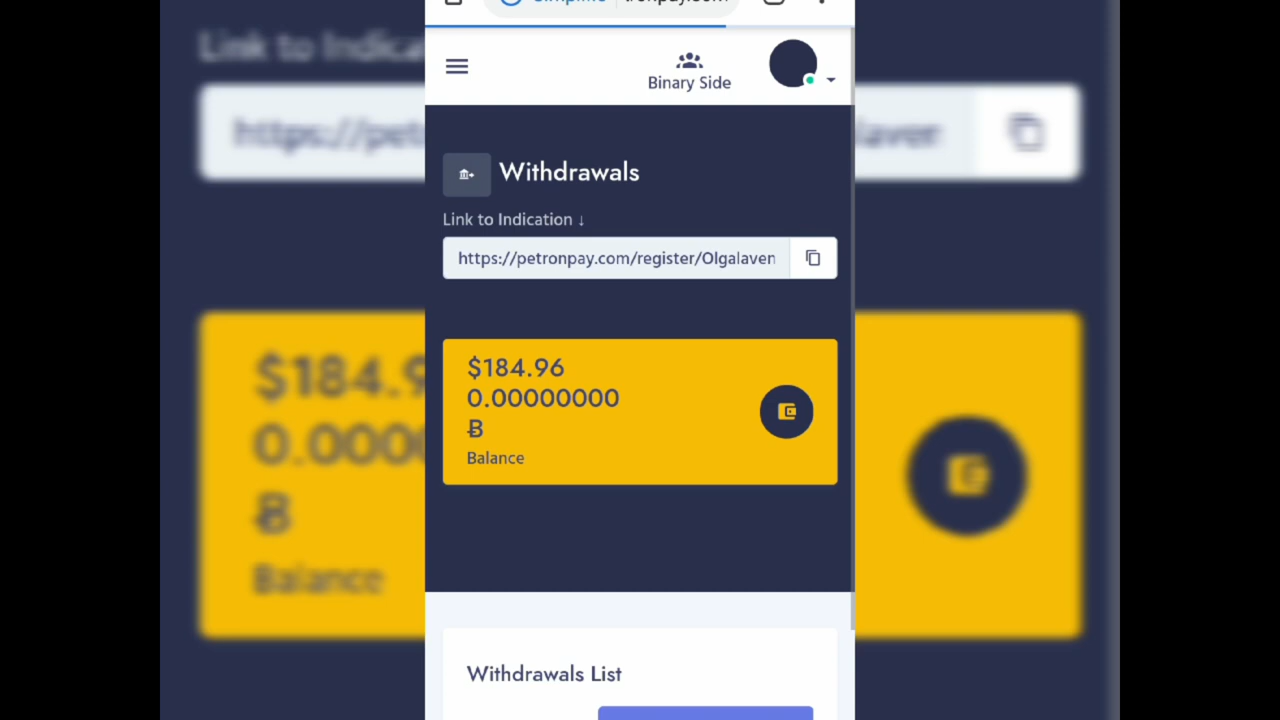 Binary Side
Withdrawals
Link to Indication ↓
https://petronpay.com/register/Olgalaven
$184.96
0.00000000
Ƀ
Balance
Withdrawals List